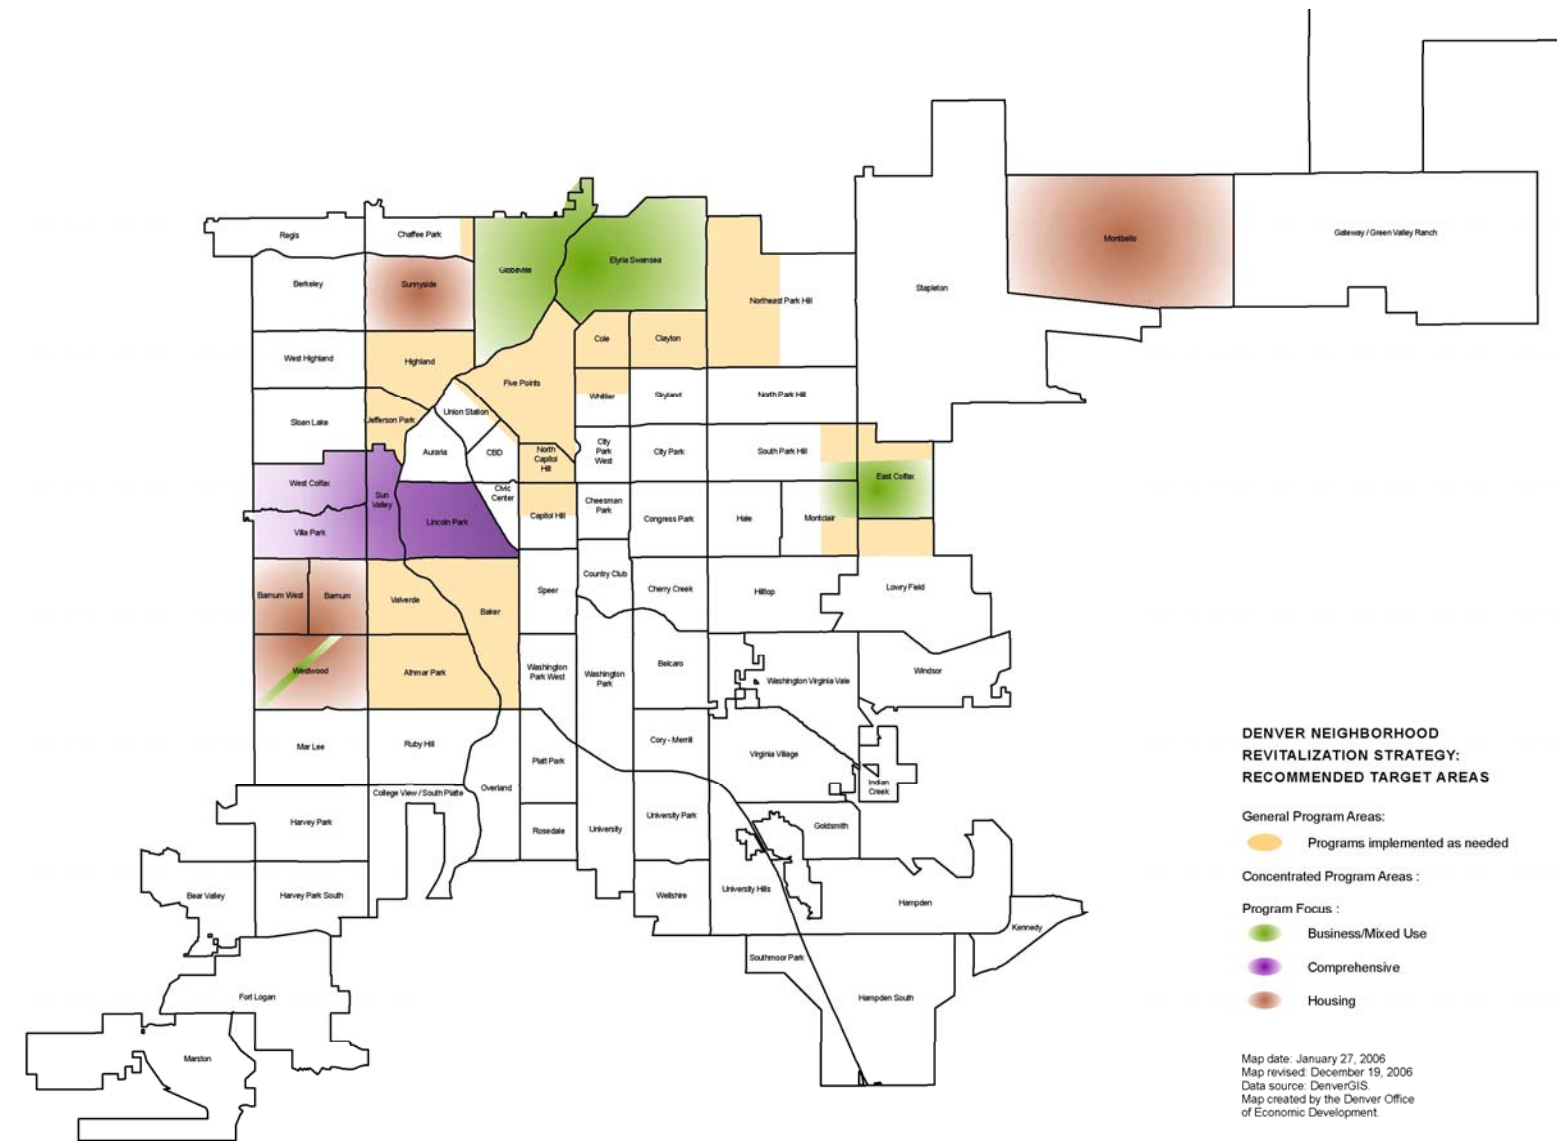 Regis
Chaffee Park
Globeville
Elyria Swansea
Montbello
Gateway / Green Valley Ranch
Berkeley
Sunnyside
Stapleton
Northeast Park Hill
West Highland
Highland
Cole
Clayton
Five Points
Whittier
Skyland
North Park Hill
Sloan Lake
Jefferson Park
Union Station
Auraria
CBD
North
Capitol
Hill
City
Park
West
City Park
South Park Hill
East Colfax
West Colfax
Sun
Valley
Lincoln Park
Civic
Center
Capitol Hill
Cheesman
Park
Congress Park
Hale
Montclair
Villa Park
Barnum West
Barnum
Valverde
Baker
Speer
Country Club
Cherry Creek
Hilltop
Lowry Field
Westwood
Athmar Park
Washington
Park West
Washington
Park
Belcaro
Washington Virginia Vale
Windsor
Mar Lee
Ruby Hill
Platt Park
Cory - Merrill
Virginia Village
Indian
Creek
College View / South Platte
Overland
Harvey Park
Rosedale
University
University Park
Goldsmith
Bear Valley
Harvey Park South
Wellshire
University Hills
Hampden
Kennedy
Southmoor Park
Hampden South
Fort Logan
Marston
DENVER NEIGHBORHOOD
REVITALIZATION STRATEGY:
RECOMMENDED TARGET AREAS
General Program Areas:
Programs implemented as needed
Concentrated Program Areas :
Program Focus :
Business/Mixed Use
Comprehensive
Housing
Map date: January 27, 2006
Map revised: December 19, 2006
Data source: DenverGIS.
Map created by the Denver Office
of Economic Development.